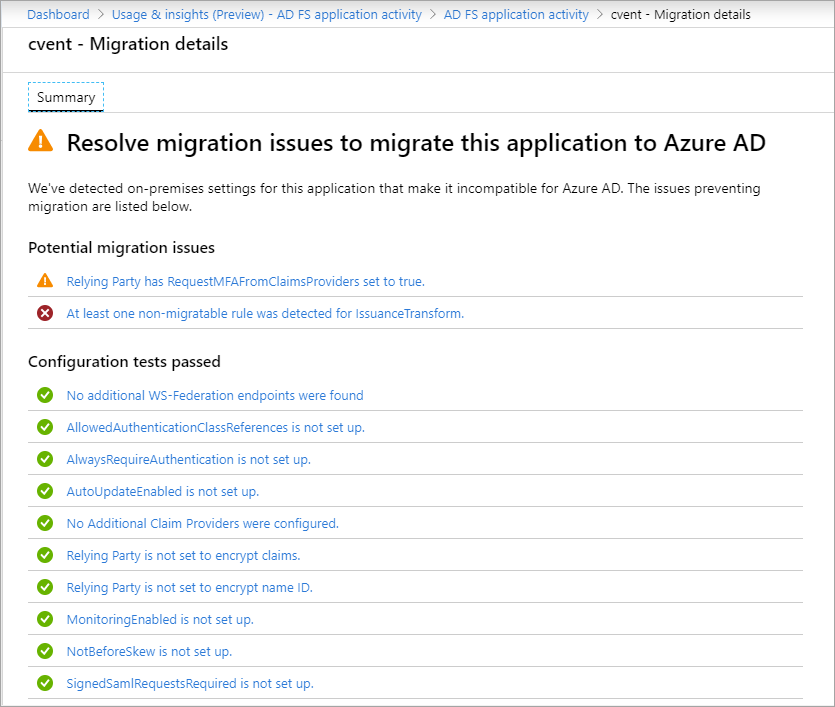 Dashboard > Usage & insights (Preview) - AD FS application activity > AD FS application activity > cvent - Migration details
cvent - Migration details
Summary
Resolve migration issues to migrate this application to Azure AD
We've detected on-premises settings for this application that make it incompatible for Azure AD. The issues preventing
migration are listed below.
Potential migration issues
Relying Party has RequestMFAFromClaimsProviders set to true.
At least one non-migratable rule was detected for IssuanceTransform.
Configuration tests passed
No additional WS-Federation endpoints were found
AllowedAuthenticationClassReferences is not set up.
AlwaysRequireAuthentication is not set up.
AutoUpdateEnabled is not set up.
No Additional Claim Providers were configured.
Relying Party is not set to encrypt claims.
Relying Party is not set to encrypt name ID.
MonitoringEnabled is not set up.
NotBeforeSkew is not set up.
SignedSamlRequestsRequired is not set up.